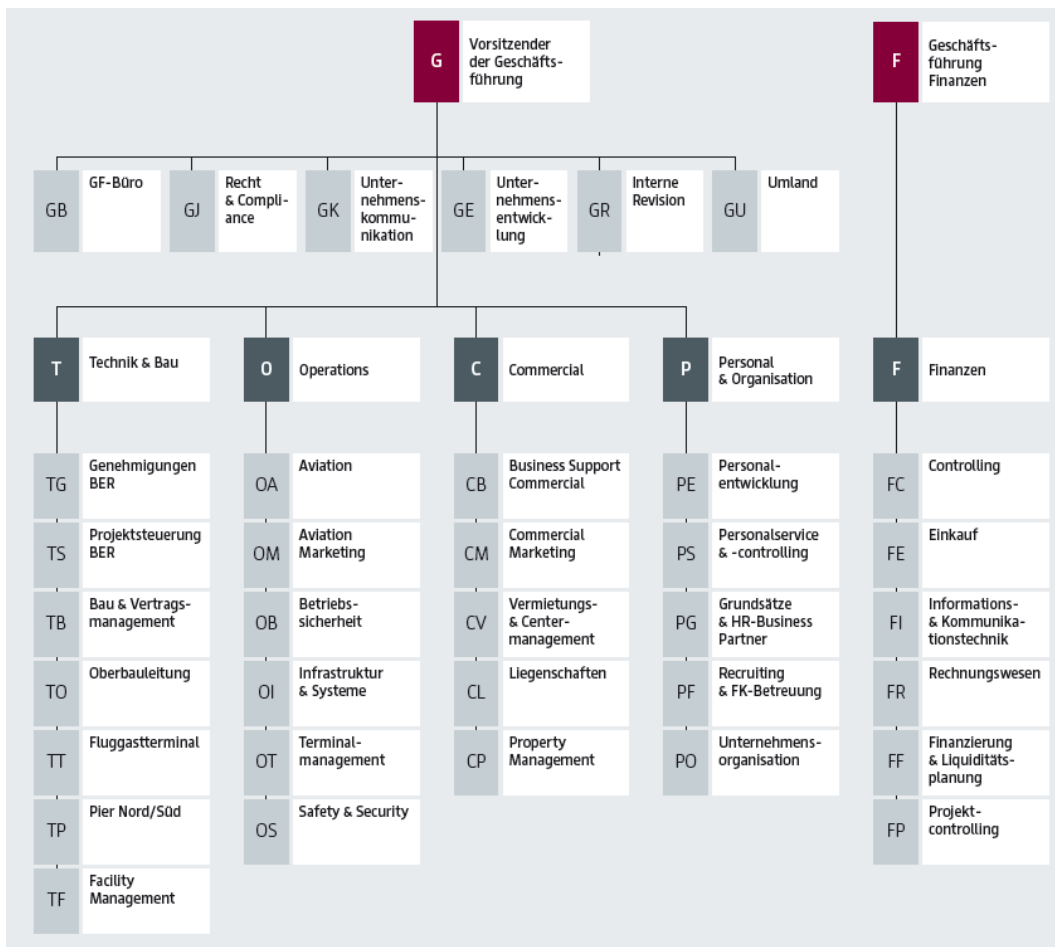 G
Vorsitzender
der Geschäfts-
führung
F
Geschäfts-
führung
Finanzen
GB
GF-Büro
GJ
Recht
& Compli-
ance
GK
Unter-
nehmens-
kommu-
nikation
GE
Unter-
nehmens-
entwick-
lung
GR
Interne
Revision
GU
Umland
T
Technik & Bau
O
Operations
C
Commercial
P
Personal
& Organisation
F
Finanzen
TG
Genehmigungen
BER
TS
Projektsteuerung
BER
TB
Bau & Vertrags-
management
TO
Oberbauleitung
TT
Fluggastterminal
TP
Pier Nord/Süd
TF
Facility
Management
OA
Aviation
OM
Aviation
Marketing
OB
Betriebs-
sicherheit
OI
Infrastruktur
& Systeme
OT
Terminal-
management
OS
Safety & Security
CB
Business Support
Commercial
CM
Commercial
Marketing
CV
Vermietungs-
& Center-
management
CL
Liegenschaften
CP
Property
Management
PE
Personal-
entwicklung
PS
Personalservice
& -controlling
PG
Grundsätze
& HR-Business
Partner
PF
Recruiting
& FK-Betreuung
PO
Unternehmens-
organisation
FC
Controlling
FE
Einkauf
FI
Informations-
& Kommunika-
tionstechnik
FR
Rechnungswesen
FF
Finanzierung
& Liquiditäts-
planung
FP
Projekt-
controlling